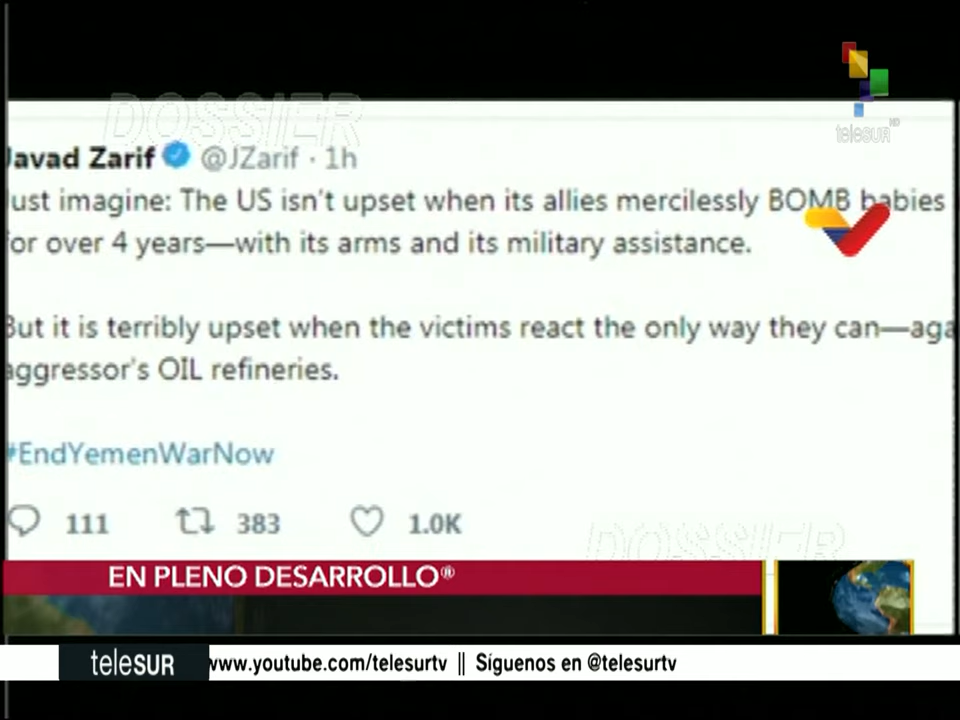 DOSSIER
teleSUR HD
Javad Zarif @JZarif · 1h
ust imagine: The US isn't upset when its allies mercilessly BOMB babies
or over 4 years—with its arms and its military assistance.
But it is terribly upset when the victims react the only way they can—aga
aggressor's OIL refineries.
#EndYemenWarNow
111 383 1.0K
DOSSIER
EN PLENO DESARROLLO®
teleSUR www.youtube.com/telesurtv || Síguenos en @telesurtv